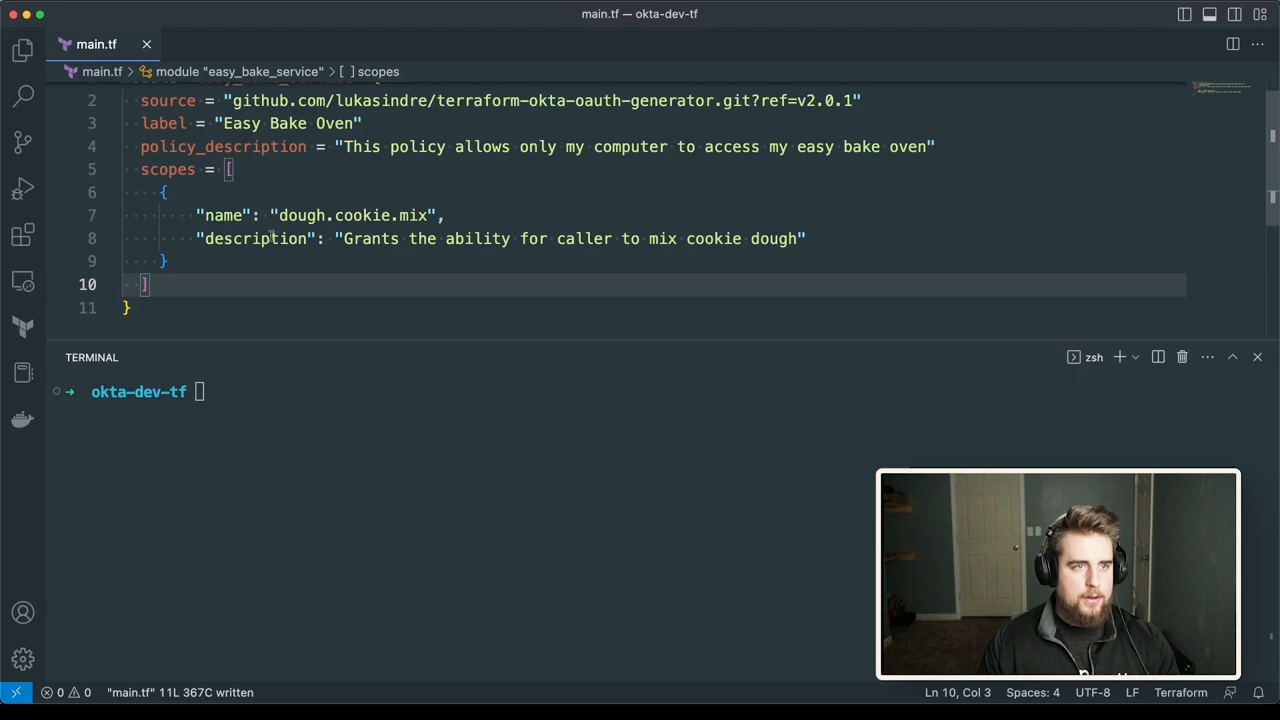 main.tf — okta-dev-tf
main.tf
main.tf > module "easy_bake_service" > [ ] scopes
2 source = "github.com/lukasindre/terraform-okta-oauth-generator.git?ref=v2.0.1"
3 label = "Easy Bake Oven"
4 policy_description = "This policy allows only my computer to access my easy bake oven"
5 scopes = [
6 {
7 "name": "dough.cookie.mix",
8 "description": "Grants the ability for caller to mix cookie dough"
9 }
10 ]
11 }
TERMINAL
zsh
okta-dev-tf
0 0 "main.tf" 11L 367C written
Ln 10, Col 3 Spaces: 4 UTF-8 LF Terraform